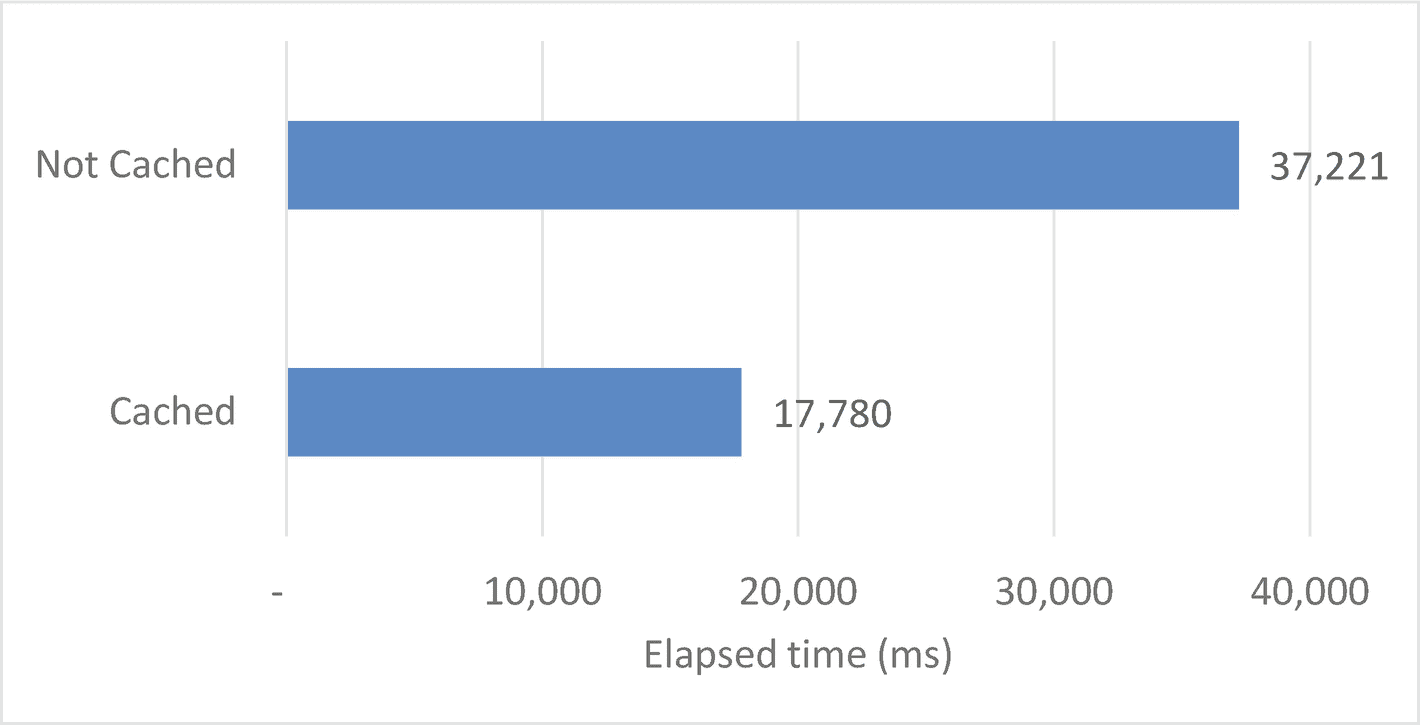 Not Cached
37,221
Cached
17,780
- 10,000 20,000 30,000 40,000
Elapsed time (ms)